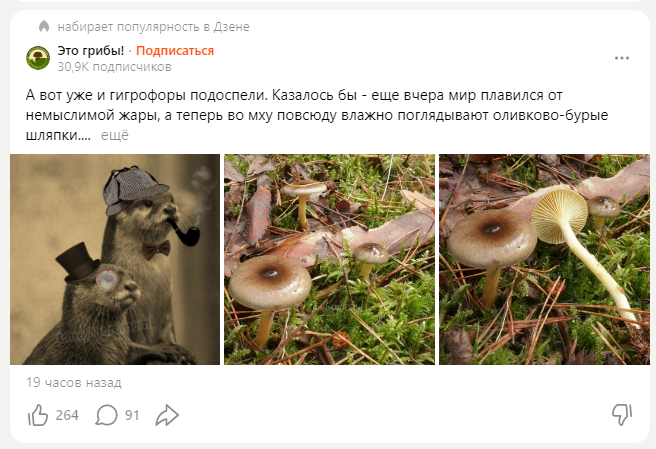 набирает популярность в Дзене
Это грибы! · Подписаться
30,9К подписчиков
А вот уже и гигрофоры подоспели. Казалось бы - еще вчера мир плавился от
немыслимой жары, а теперь во мху повсюду влажно поглядывают оливково-бурые
шляпки.... ещё
19 часов назад
264 91